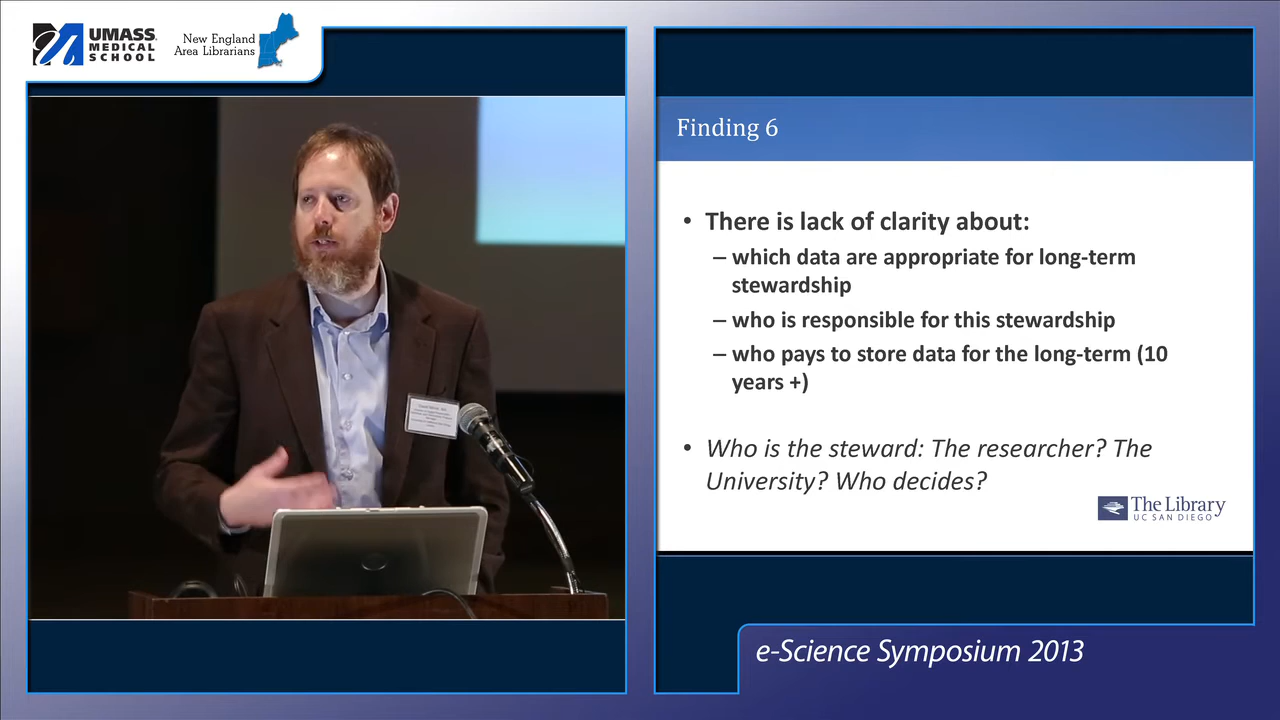 UMASS
MEDICAL
SCHOOL
New England
Area Librarians
Finding 6
• There is lack of clarity about:
– which data are appropriate for long-term
stewardship
– who is responsible for this stewardship
– who pays to store data for the long-term (10
years +)
• Who is the steward: The researcher? The
University? Who decides?
The Library
UC SAN DIEGO
e-Science Symposium 2013